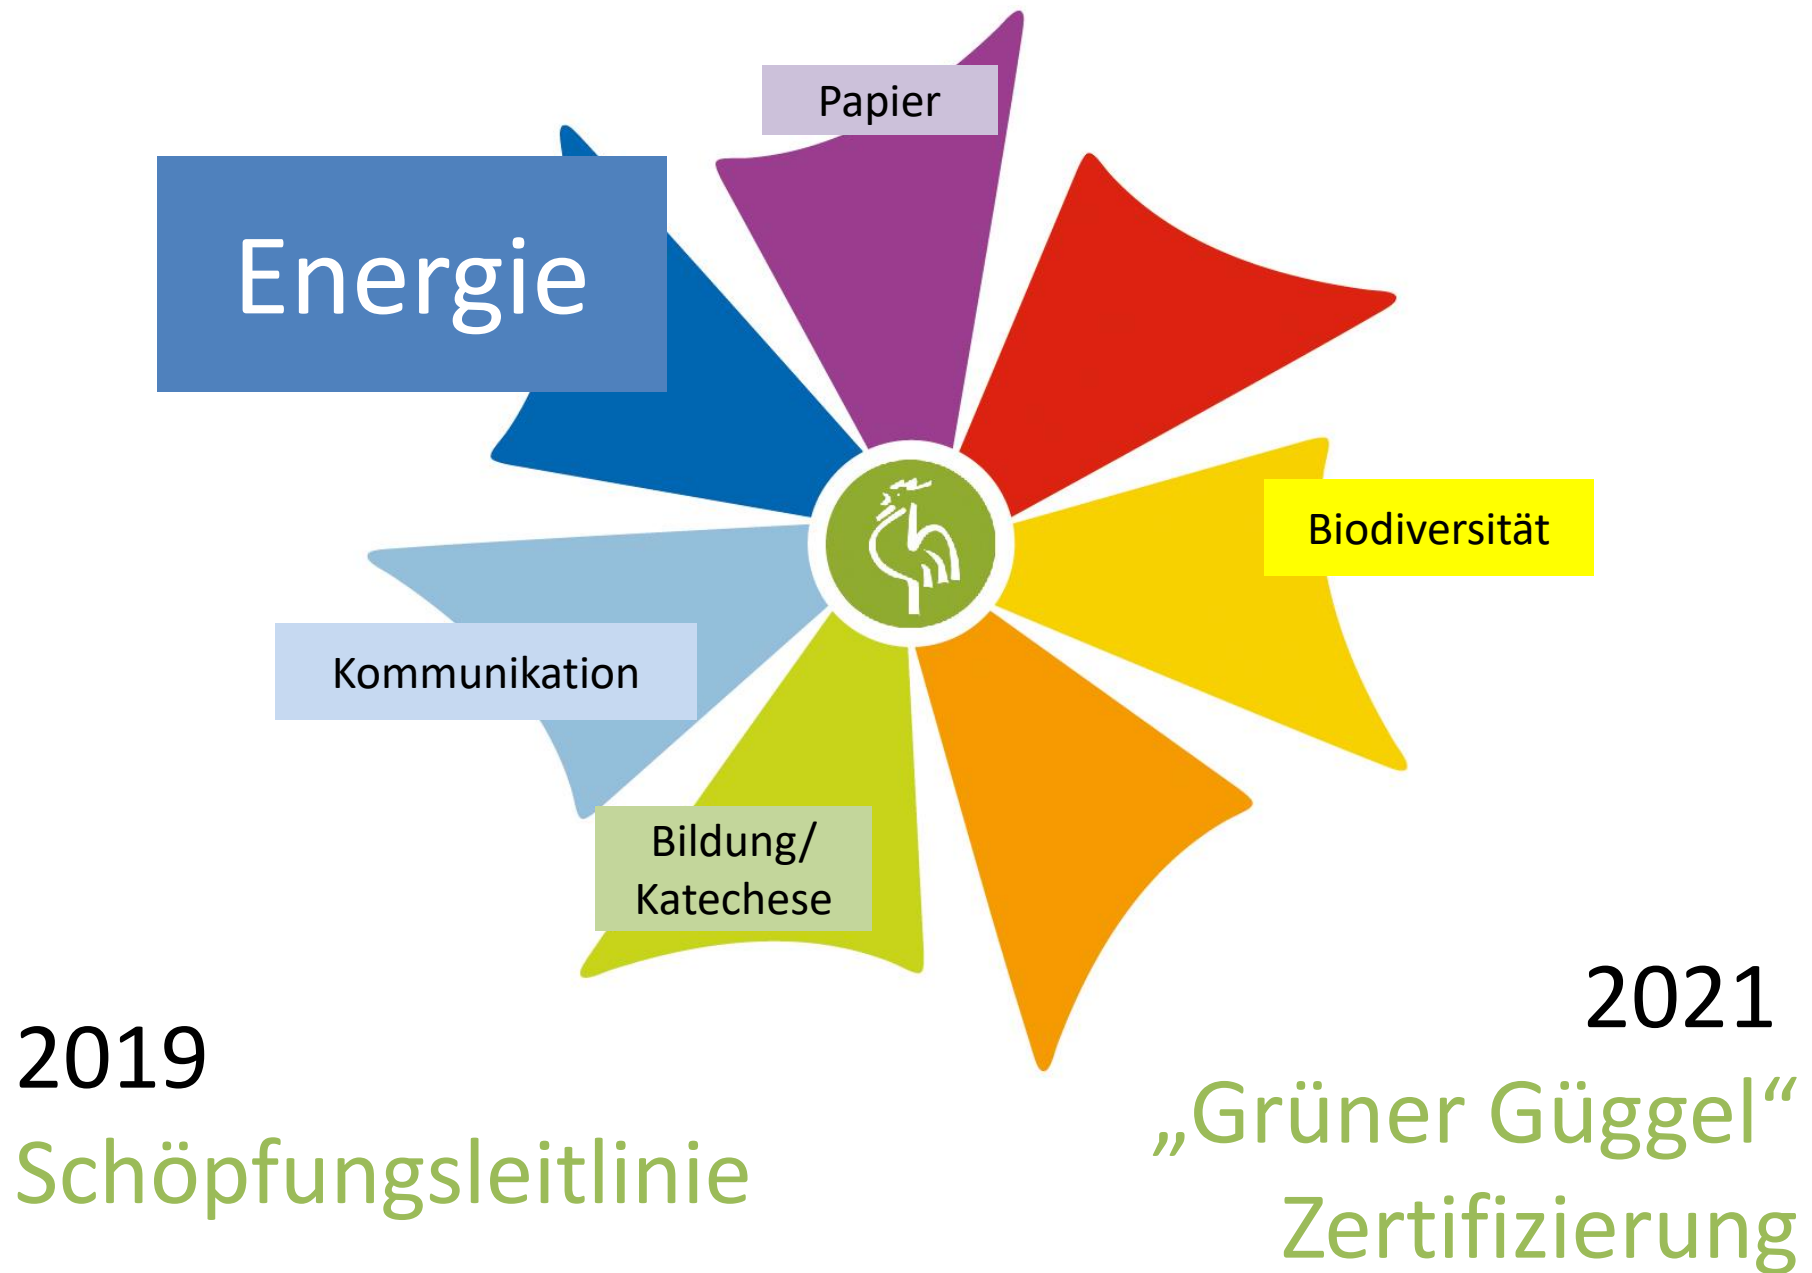 Papier
Energie
Biodiversität
Kommunikation
Bildung/
Katechese
2019
Schöpfungsleitlinie
2021
„Grüner Güggel“
Zertifizierung